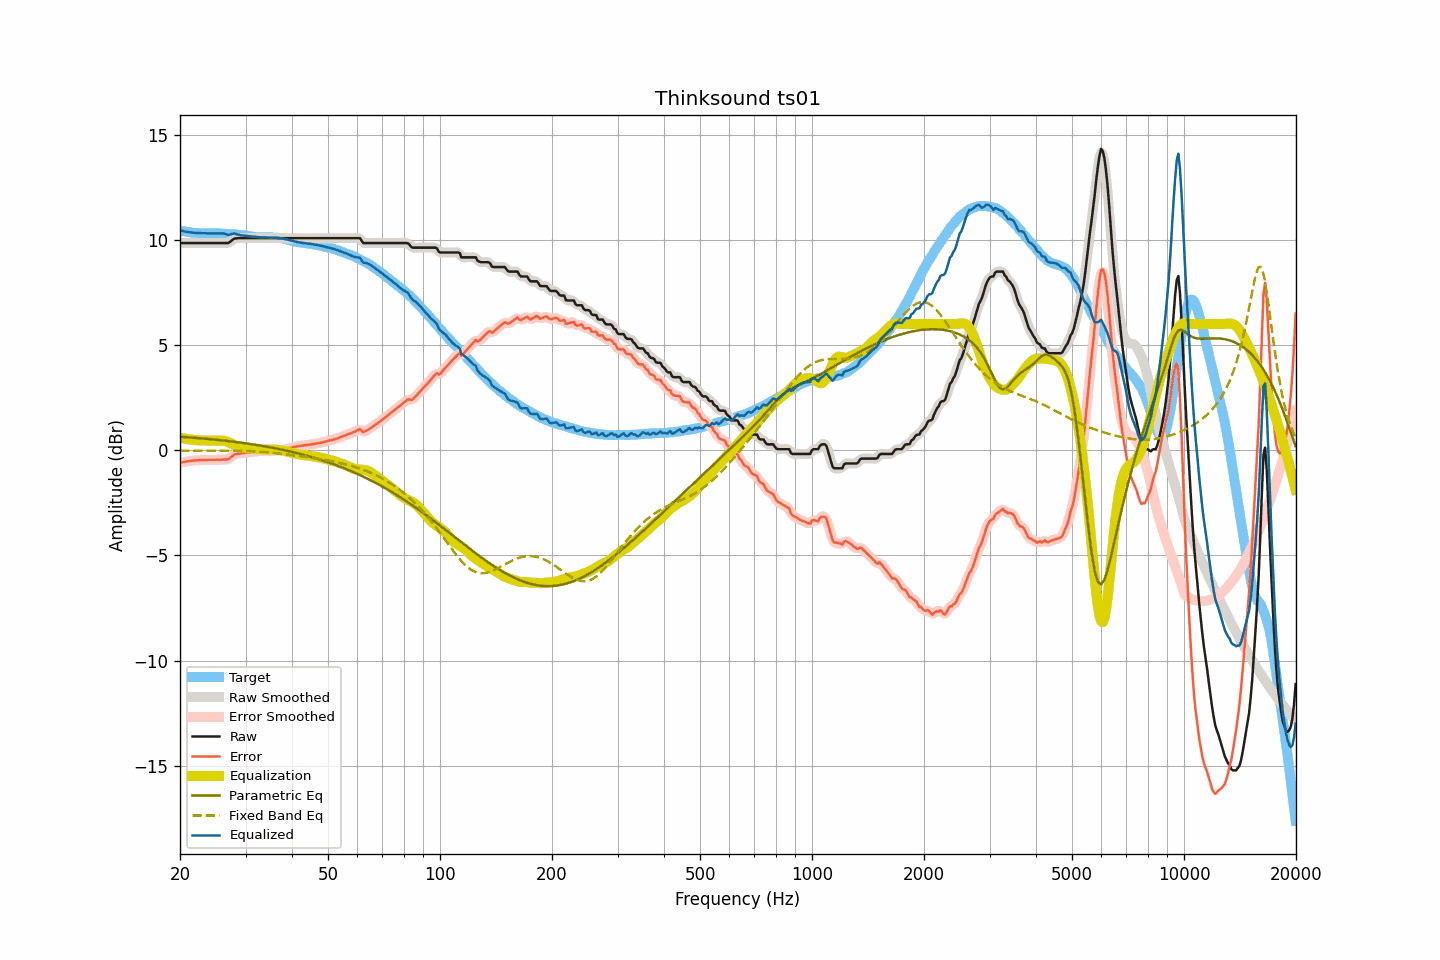 Thinksound ts01
Amplitude (dBr)
15
10
5
0
−5
−10
−15
Target
Raw Smoothed
Error Smoothed
Raw
Error
Equalization
Parametric Eq
Fixed Band Eq
Equalized
20 50 100 200 500 1000 2000 5000 10000 20000
Frequency (Hz)